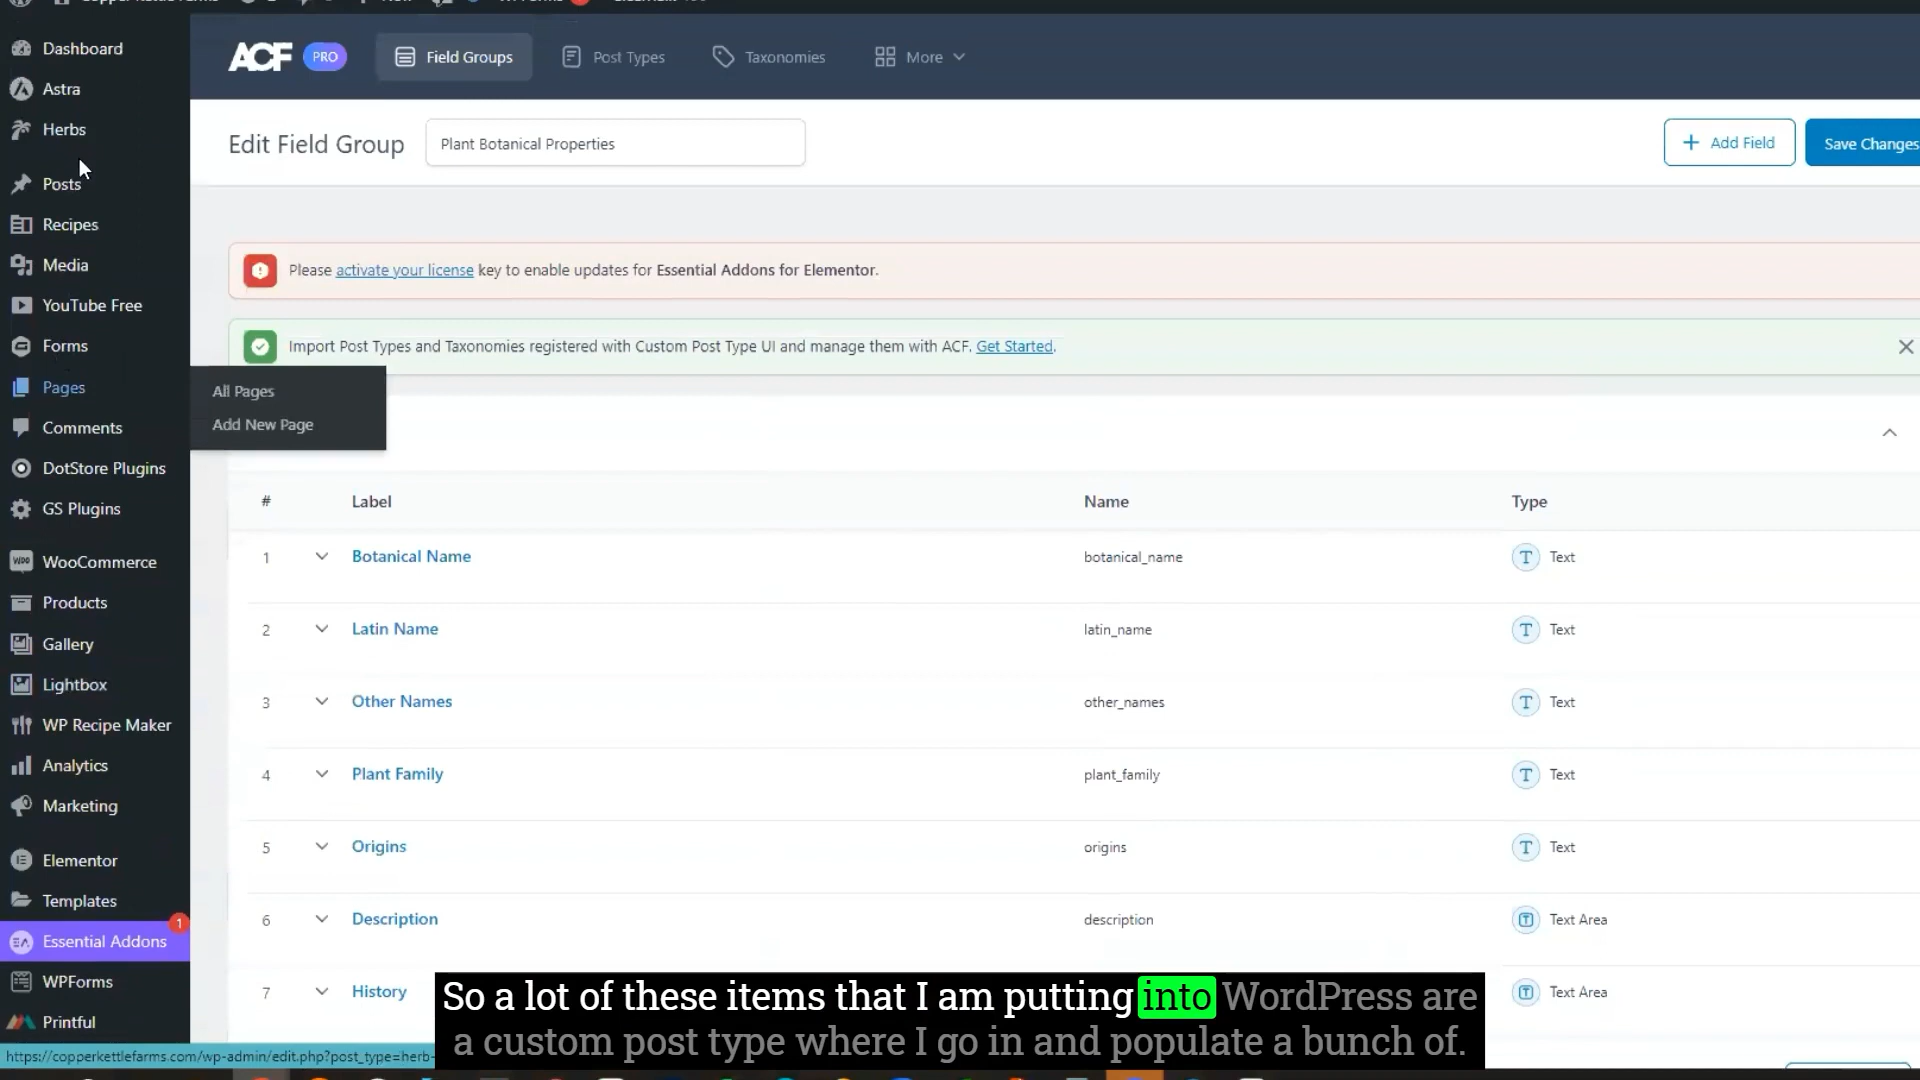 Dashboard
Astra
Herbs
Posts
Recipes
Media
YouTube Free
Forms
Pages
All Pages
Add New Page
Comments
DotStore Plugins
GS Plugins
WooCommerce
Products
Gallery
Lightbox
WP Recipe Maker
Analytics
Marketing
Elementor
Templates
Essential Addons 1
WPForms
Printful
ACF PRO Field Groups Post Types Taxonomies More
Edit Field Group Plant Botanical Properties Add Field Save Changes
Please activate your license key to enable updates for Essential Addons for Elementor.
Import Post Types and Taxonomies registered with Custom Post Type UI and manage them with ACF. Get Started.
# Label Name Type
1 Botanical Name botanical_name Text
2 Latin Name latin_name Text
3 Other Names other_names Text
4 Plant Family plant_family Text
5 Origins origins Text
6 Description description Text Area
7 History Text Area
So a lot of these items that I am putting into WordPress are
a custom post type where I go in and populate a bunch of.
https://copperkettlefarms.com/wp-admin/edit.php?post_type=herb-